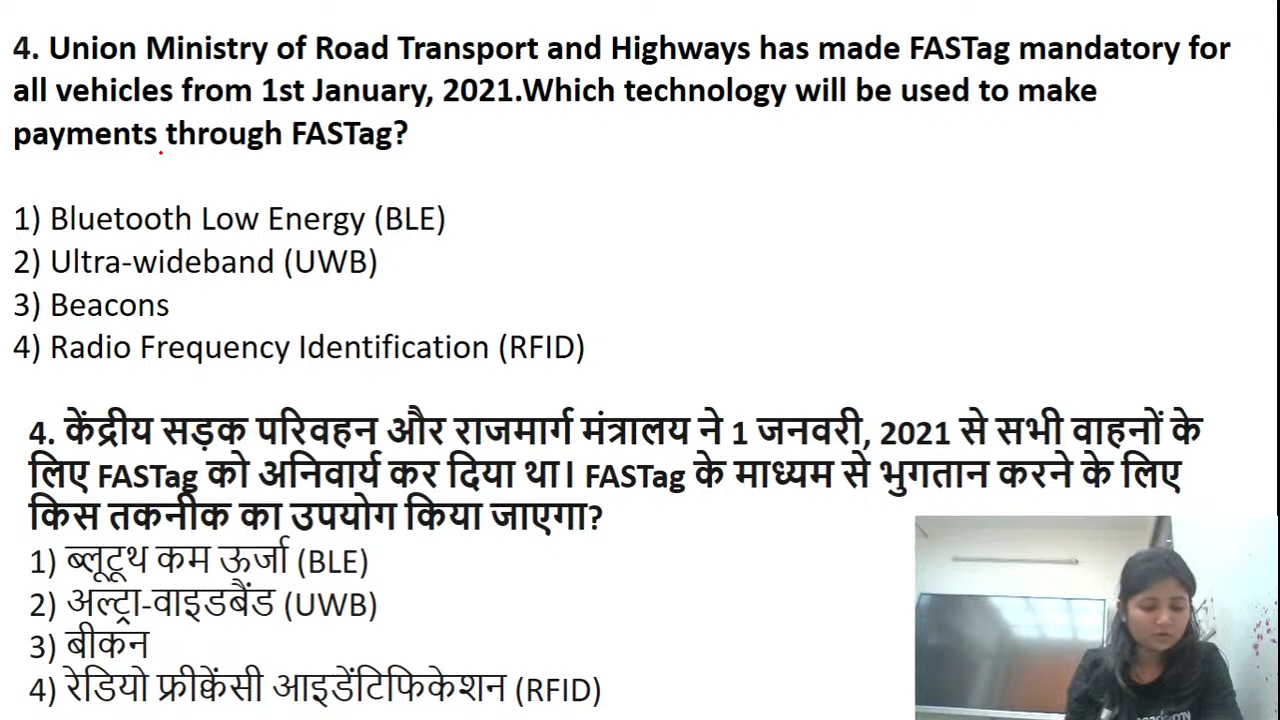 4. Union Ministry of Road Transport and Highways has made FASTag mandatory for
all vehicles from 1st January, 2021.Which technology will be used to make
payments through FASTag?
1) Bluetooth Low Energy (BLE)
2) Ultra-wideband (UWB)
3) Beacons
4) Radio Frequency Identification (RFID)
4. केंद्रीय सड़क परिवहन और राजमार्ग मंत्रालय ने 1 जनवरी, 2021 से सभी वाहनों के
लिए FASTag को अनिवार्य कर दिया था। FASTag के माध्यम से भुगतान करने के लिए
किस तकनीक का उपयोग किया जाएगा?
1) ब्लूटूथ कम ऊर्जा (BLE)
2) अल्ट्रा-वाइडबैंड (UWB)
3) बीकन
4) रेडियो फ्रीक्वेंसी आइडेंटिफिकेशन (RFID)